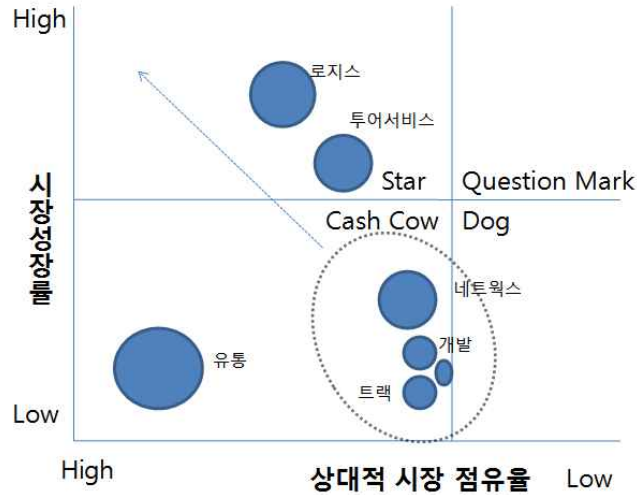 High
로지스
투어서비스
Star
Question Mark
시장성장률
Cash Cow
Dog
네트웍스
개발
유통
트랙
Low
High
상대적 시장 점유율
Low